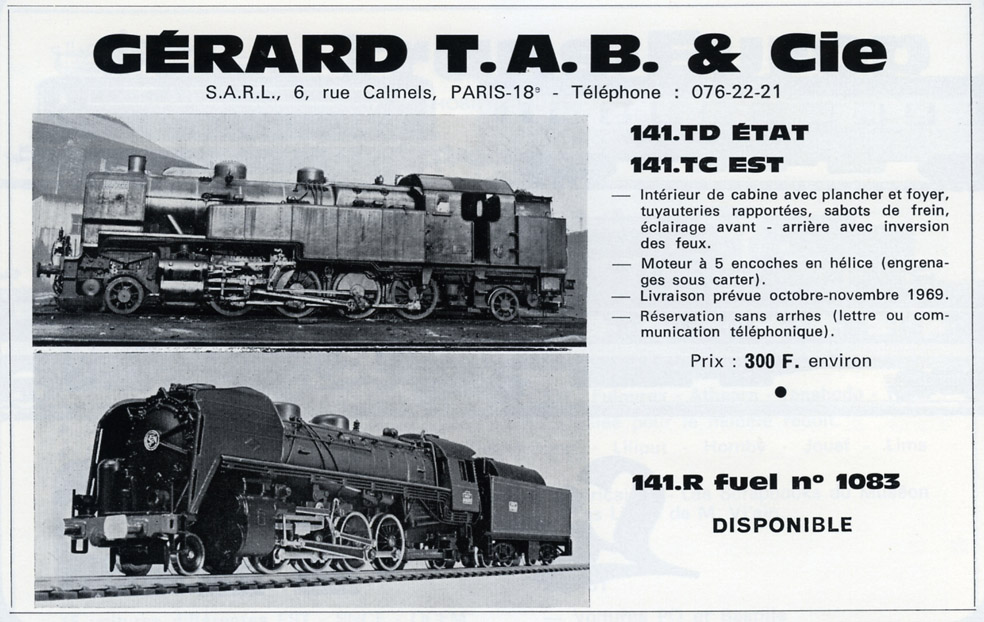 GÉRARD T.A.B. & Cie
S.A.R.L., 6, rue Calmels, PARIS-18e - Téléphone : 076-22-21
141.TD ÉTAT
141.TC EST
— Intérieur de cabine avec plancher et foyer,
tuyauteries rapportées, sabots de frein,
éclairage avant - arrière avec inversion
des feux.
— Moteur à 5 encoches en hélice (engrena-
ges sous carter).
— Livraison prévue octobre-novembre 1969.
— Réservation sans arrhes (lettre ou com-
munication téléphonique).
Prix : 300 F. environ
●
141.R fuel n° 1083
DISPONIBLE